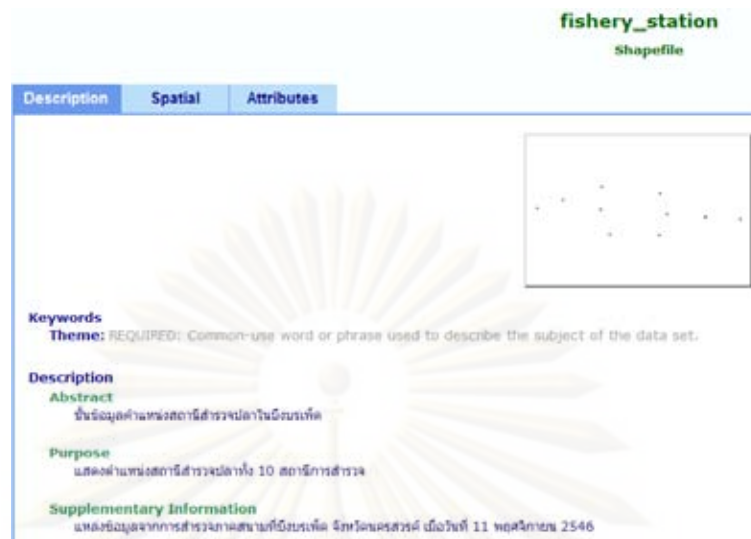 fishery_station
Shapefile
Description Spatial Attributes
Keywords
Theme: REQUIRED: Common-use word or phrase used to describe the subject of the data set.
Description
Abstract
ชั้นข้อมูลตำแหน่งสถานีสำรวจปลาในบึงบรเพ็ด
Purpose
แสดงตำแหน่งสถานีสำรวจปลาทั้ง 10 สถานีการสำรวจ
Supplementary Information
แหล่งข้อมูลจากการสำรวจภาคสนามที่บึงบรเพ็ด จังหวัดนครสวรค์ เมื่อวันที่ 11 พฤศจิกายน 2546